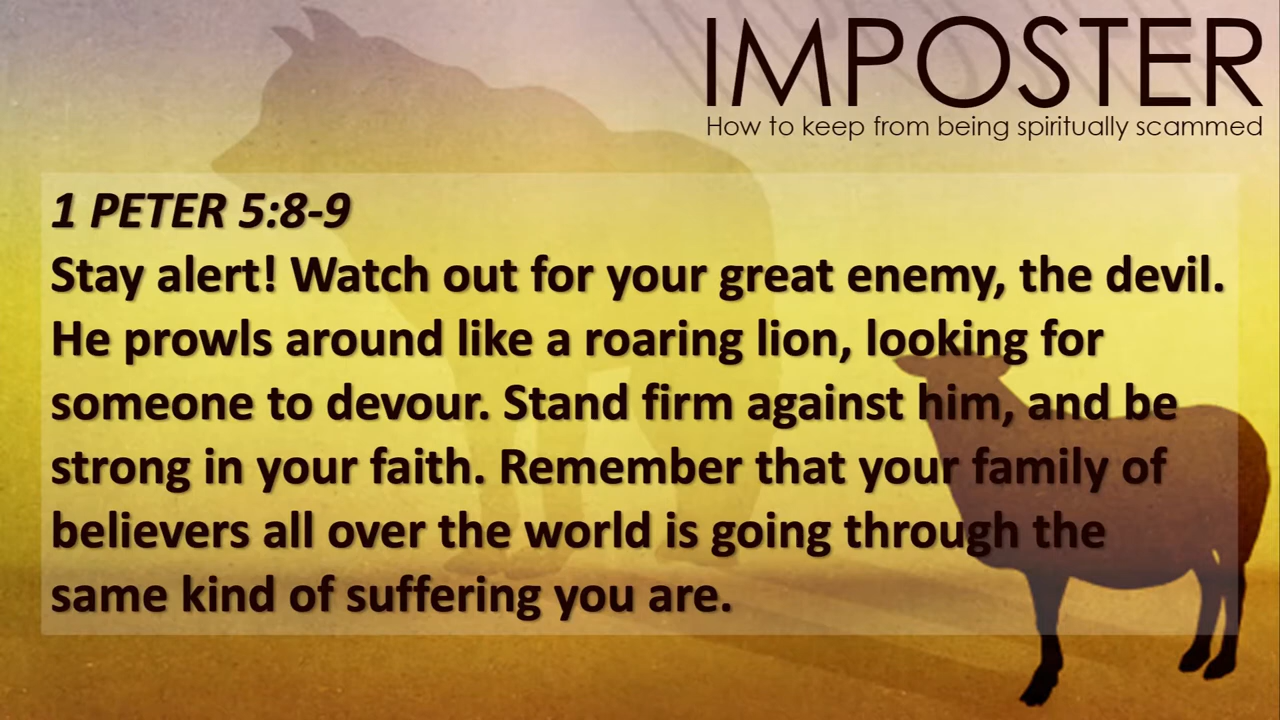 IMPOSTER
How to keep from being spiritually scammed
1 PETER 5:8-9
Stay alert! Watch out for your great enemy, the devil.
He prowls around like a roaring lion, looking for
someone to devour. Stand firm against him, and be
strong in your faith. Remember that your family of
believers all over the world is going through the
same kind of suffering you are.